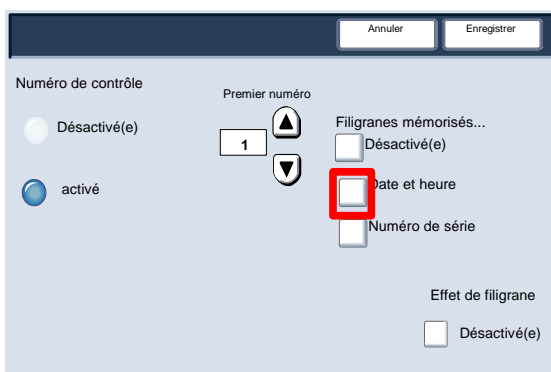 Annuler
Enregistrer
Numéro de contrôle
Premier numéro
Désactivé(e)
Filigranes mémorisés...
1
Désactivé(e)
activé
Date et heure
Numéro de série
Effet de filigrane
Désactivé(e)